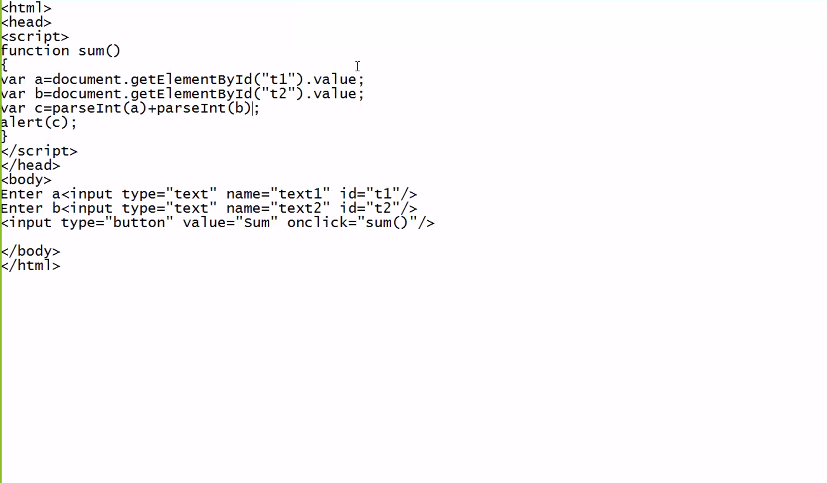 <html>
<head>
<script>
function sum()
{
var a=document.getElementById("t1").value;
var b=document.getElementById("t2").value;
var c=parseInt(a)+parseInt(b);
alert(c);
}
</script>
</head>
<body>
Enter a<input type="text" name="text1" id="t1"/>
Enter b<input type="text" name="text2" id="t2"/>
<input type="button" value="Sum" onclick="sum()"/>
</body>
</html>